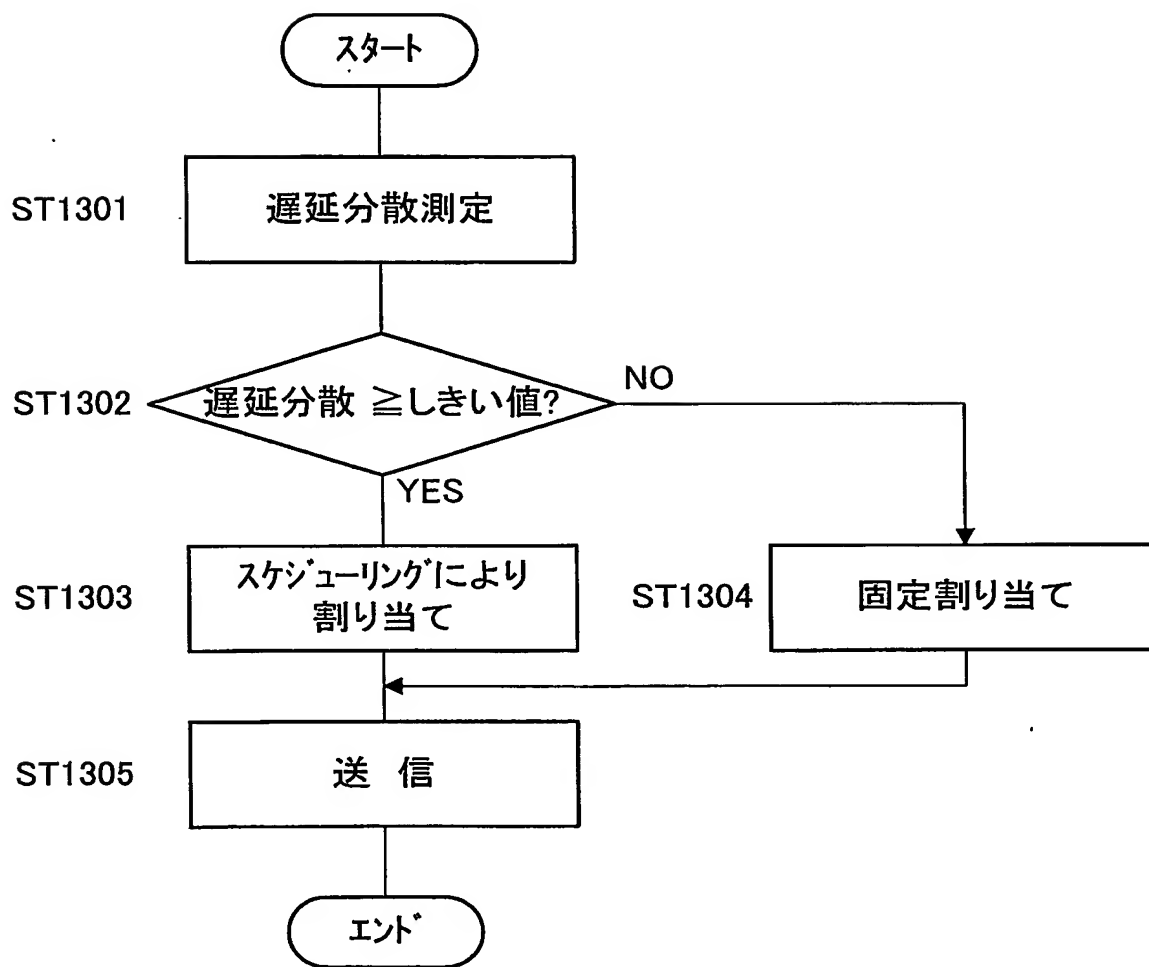 スタート
ST1301
遅延分散測定
ST1302
遅延分散 ≧しきい値?
NO
YES
ST1303
スケジューリングにより
割り当て
ST1304
固定割り当て
ST1305
送 信
エンド